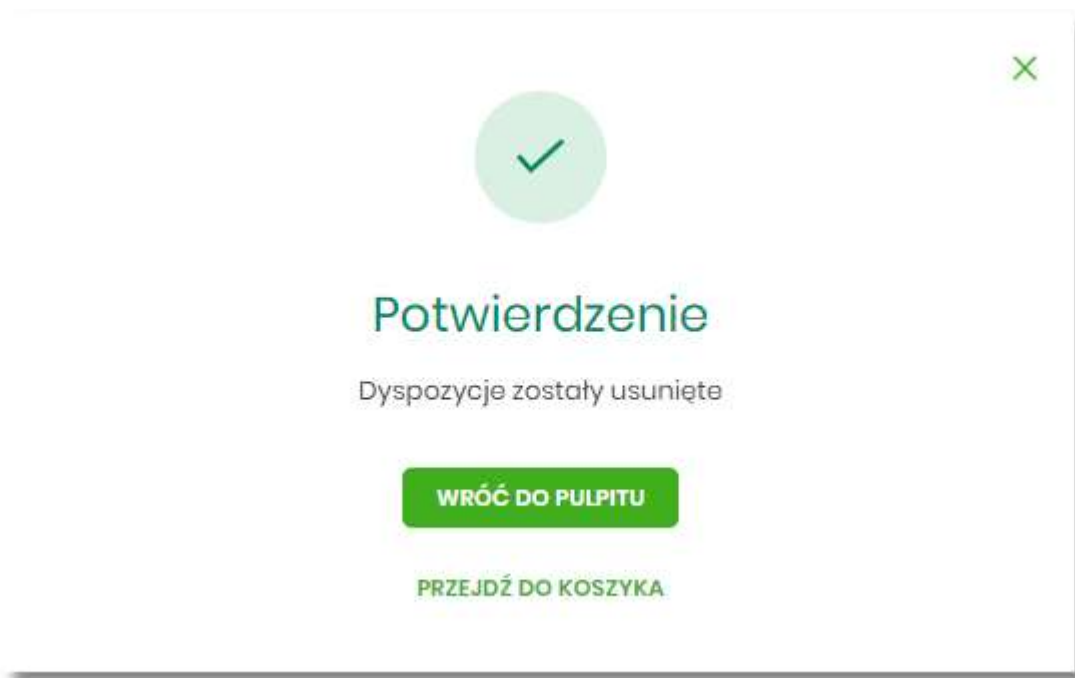 Potwierdzenie
Dyspozycje zostały usunięte
WRÓĆ DO PULPITU
PRZEJDŹ DO KOSZYKA